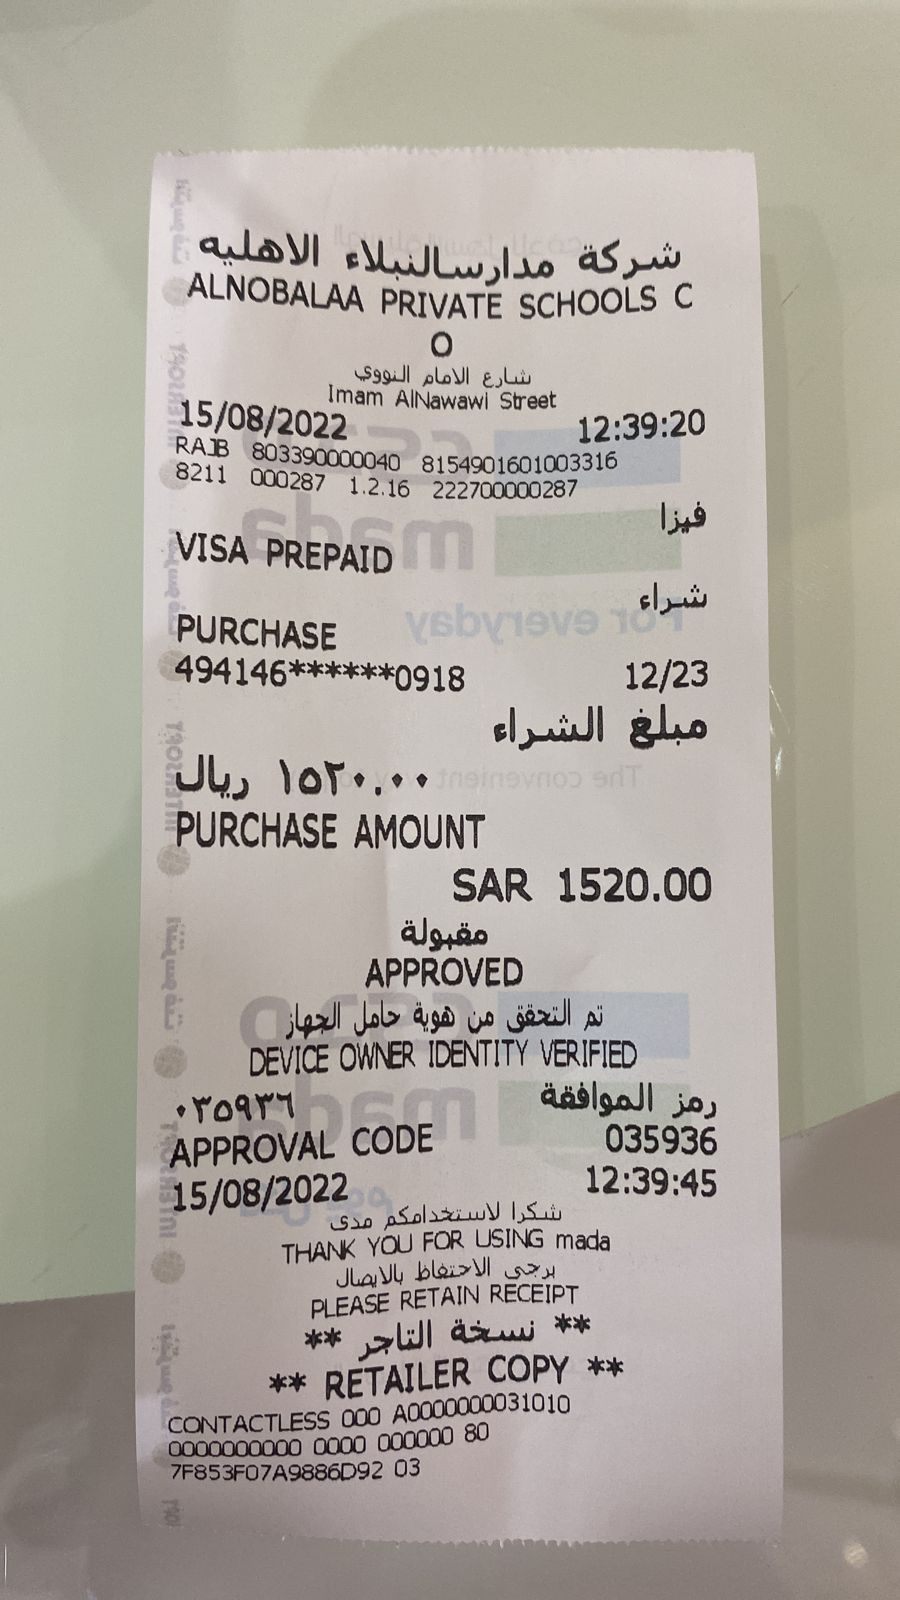 شركة مدارسالنبلاء الاهليه
ALNOBALAA PRIVATE SCHOOLS C
O
شارع الامام النووي
Imam AlNawawi Street
15/08/2022 12:39:20
RAJB 803390000040 8154901601003316
8211 000287 1.2.16 222700000287
فيزا
VISA PREPAID
شراء
PURCHASE
494146******0918 12/23
مبلغ الشراء
١٥٢٠.٠٠ ريال
PURCHASE AMOUNT
SAR 1520.00
مقبولة
APPROVED
تم التحقق من هوية حامل الجهاز
DEVICE OWNER IDENTITY VERIFIED
رمز الموافقة ٠٣٥٩٣٦
APPROVAL CODE 035936
15/08/2022 12:39:45
شكرا لاستخدامكم مدى
THANK YOU FOR USING mada
يرجى الاحتفاظ بالايصال
PLEASE RETAIN RECEIPT
** نسخة التاجر **
** RETAILER COPY **
CONTACTLESS 000 A0000000031010
0000000000 0000 000000 80
7F853F07A9886D92 03